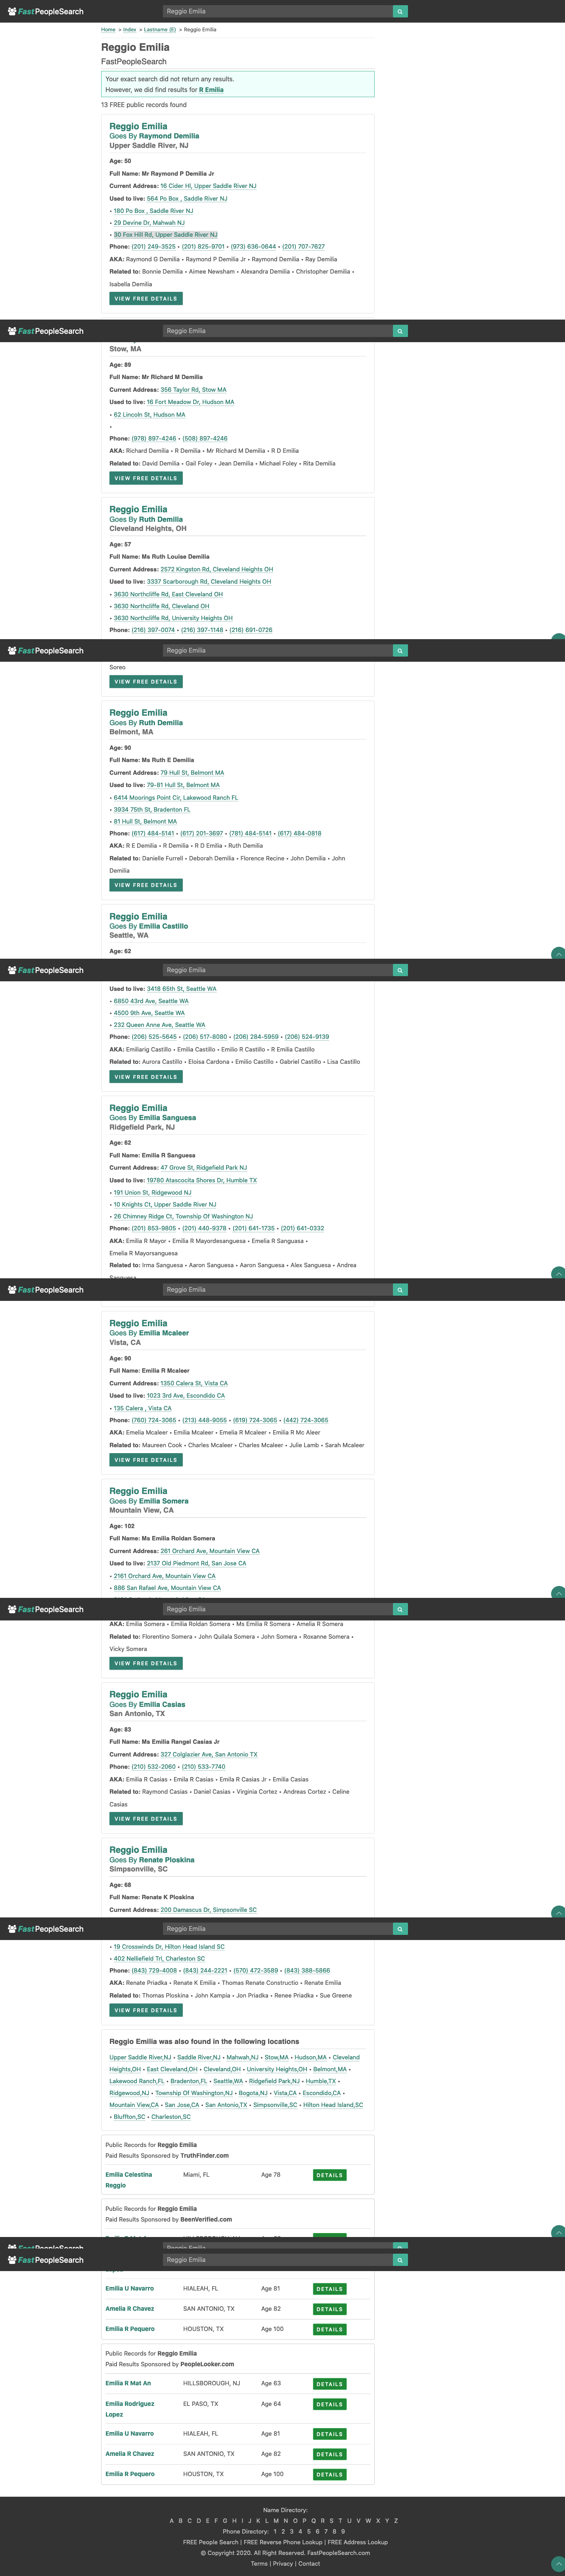 FastPeopleSearch
Reggio Emilia
Home » Index » Lastname (E) » Reggio Emilia
Reggio Emilia
FastPeopleSearch
Your exact search did not return any results.
However, we did find results for R Emilia
13 FREE public records found
Reggio Emilia
Goes By Raymond Demilia
Upper Saddle River, NJ
Age: 50
Full Name: Mr Raymond P Demilia Jr
Current Address: 16 Cider Hl, Upper Saddle River NJ
Used to live: 564 Po Box , Saddle River NJ
• 180 Po Box , Saddle River NJ
• 29 Devine Dr, Mahwah NJ
• 30 Fox Hill Rd, Upper Saddle River NJ
Phone: (201) 249-3525 • (201) 825-9701 • (973) 636-0644 • (201) 707-7627
AKA: Raymond G Demilia • Raymond P Demilia Jr • Raymond Demilia • Ray Demilia
Related to: Bonnie Demilia • Aimee Newsham • Alexandra Demilia • Christopher Demilia •
Isabella Demilia
VIEW FREE DETAILS
FastPeopleSearch
Reggio Emilia
Stow, MA
Age: 89
Full Name: Mr Richard M Demilia
Current Address: 356 Taylor Rd, Stow MA
Used to live: 16 Fort Meadow Dr, Hudson MA
• 62 Lincoln St, Hudson MA
•
Phone: (978) 897-4246 • (508) 897-4246
AKA: Richard Demilia • R Demilia • Mr Richard M Demilia • R D Emilia
Related to: David Demilia • Gail Foley • Jean Demilia • Michael Foley • Rita Demilia
VIEW FREE DETAILS
Reggio Emilia
Goes By Ruth Demilia
Cleveland Heights, OH
Age: 57
Full Name: Ms Ruth Louise Demilia
Current Address: 2572 Kingston Rd, Cleveland Heights OH
Used to live: 3337 Scarborough Rd, Cleveland Heights OH
• 3630 Northcliffe Rd, East Cleveland OH
• 3630 Northcliffe Rd, Cleveland OH
• 3630 Northcliffe Rd, University Heights OH
Phone: (216) 397-0074 • (216) 397-1148 • (216) 691-0726
FastPeopleSearch
Reggio Emilia
Soreo
VIEW FREE DETAILS
Reggio Emilia
Goes By Ruth Demilia
Belmont, MA
Age: 90
Full Name: Ms Ruth E Demilia
Current Address: 79 Hull St, Belmont MA
Used to live: 79-81 Hull St, Belmont MA
• 6414 Moorings Point Cir, Lakewood Ranch FL
• 3934 75th St, Bradenton FL
• 81 Hull St, Belmont MA
Phone: (617) 484-5141 • (617) 201-3697 • (781) 484-5141 • (617) 484-0818
AKA: R E Demilia • R Demilia • R D Emilia • Ruth Demilia
Related to: Danielle Furrell • Deborah Demilia • Florence Recine • John Demilia • John
Demilia
VIEW FREE DETAILS
Reggio Emilia
Goes By Emilia Castillo
Seattle, WA
Age: 62
FastPeopleSearch
Reggio Emilia
Used to live: 3418 65th St, Seattle WA
• 6850 43rd Ave, Seattle WA
• 4500 9th Ave, Seattle WA
• 232 Queen Anne Ave, Seattle WA
Phone: (206) 525-5645 • (206) 517-8080 • (206) 284-5959 • (206) 524-9139
AKA: Emiliarig Castillo • Emilia Castillo • Emilio R Castillo • R Emilia Castillo
Related to: Aurora Castillo • Eloisa Cardona • Emilio Castillo • Gabriel Castillo • Lisa Castillo
VIEW FREE DETAILS
Reggio Emilia
Goes By Emilia Sanguesa
Ridgefield Park, NJ
Age: 62
Full Name: Emilia R Sanguesa
Current Address: 47 Grove St, Ridgefield Park NJ
Used to live: 19780 Atascocita Shores Dr, Humble TX
• 191 Union St, Ridgewood NJ
• 10 Knights Ct, Upper Saddle River NJ
• 26 Chimney Ridge Ct, Township Of Washington NJ
Phone: (201) 853-9805 • (201) 440-9378 • (201) 641-1735 • (201) 641-0332
AKA: Emilia R Mayor • Emilia R Mayordesanguesa • Emelia R Sanguasa •
Emelia R Mayorsanguesa
Related to: Irma Sanguesa • Aaron Sanguesa • Aaron Sanguesa • Alex Sanguesa • Andrea
FastPeopleSearch
Reggio Emilia
Reggio Emilia
Goes By Emilia Mcaleer
Vista, CA
Age: 90
Full Name: Emilia R Mcaleer
Current Address: 1350 Calera St, Vista CA
Used to live: 1023 3rd Ave, Escondido CA
• 135 Calera , Vista CA
Phone: (760) 724-3065 • (213) 448-9055 • (619) 724-3065 • (442) 724-3065
AKA: Emelia Mcaleer • Emilia Mcaleer • Emelia R Mcaleer • Emilia R Mc Aleer
Related to: Maureen Cook • Charles Mcaleer • Charles Mcaleer • Julie Lamb • Sarah Mcaleer
VIEW FREE DETAILS
Reggio Emilia
Goes By Emilia Somera
Mountain View, CA
Age: 102
Full Name: Ms Emilia Roldan Somera
Current Address: 261 Orchard Ave, Mountain View CA
Used to live: 2137 Old Piedmont Rd, San Jose CA
• 2161 Orchard Ave, Mountain View CA
• 886 San Rafael Ave, Mountain View CA
FastPeopleSearch
Reggio Emilia
AKA: Emilia Somera • Emilia Roldan Somera • Ms Emilia R Somera • Amelia R Somera
Related to: Florentino Somera • John Quilala Somera • John Somera • Roxanne Somera •
Vicky Somera
VIEW FREE DETAILS
Reggio Emilia
Goes By Emilia Casias
San Antonio, TX
Age: 83
Full Name: Ms Emilia Rangel Casias Jr
Current Address: 327 Colglazier Ave, San Antonio TX
Phone: (210) 532-2060 • (210) 533-7740
AKA: Emilia R Casias • Emila R Casias • Emila R Casias Jr • Emilia Casias
Related to: Raymond Casias • Daniel Casias • Virginia Cortez • Andreas Cortez • Celine
Casias
VIEW FREE DETAILS
Reggio Emilia
Goes By Renate Ploskina
Simpsonville, SC
Age: 68
Full Name: Renate K Ploskina
Current Address: 200 Damascus Dr, Simpsonville SC
FastPeopleSearch
Reggio Emilia
• 19 Crosswinds Dr, Hilton Head Island SC
• 402 Nelliefield Trl, Charleston SC
Phone: (843) 729-4008 • (843) 244-2221 • (570) 472-3589 • (843) 388-5866
AKA: Renate Priadka • Renate K Emilia • Thomas Renate Constructio • Renate Emilia
Related to: Thomas Ploskina • John Kampia • Jon Priadka • Renee Priadka • Sue Greene
VIEW FREE DETAILS
Reggio Emilia was also found in the following locations
Upper Saddle River,NJ • Saddle River,NJ • Mahwah,NJ • Stow,MA • Hudson,MA • Cleveland
Heights,OH • East Cleveland,OH • Cleveland,OH • University Heights,OH • Belmont,MA •
Lakewood Ranch,FL • Bradenton,FL • Seattle,WA • Ridgefield Park,NJ • Humble,TX •
Ridgewood,NJ • Township Of Washington,NJ • Bogota,NJ • Vista,CA • Escondido,CA •
Mountain View,CA • San Jose,CA • San Antonio,TX • Simpsonville,SC • Hilton Head Island,SC
• Bluffton,SC • Charleston,SC
Public Records for Reggio Emilia
Paid Results Sponsored by TruthFinder.com
Emilia Celestina Reggio Miami, FL Age 78 DETAILS
Public Records for Reggio Emilia
Paid Results Sponsored by BeenVerified.com
FastPeopleSearch
Reggio Emilia
Emilia U Navarro HIALEAH, FL Age 81 DETAILS
Amelia R Chavez SAN ANTONIO, TX Age 82 DETAILS
Emilia R Pequero HOUSTON, TX Age 100 DETAILS
Public Records for Reggio Emilia
Paid Results Sponsored by PeopleLooker.com
Emilia R Mat An HILLSBOROUGH, NJ Age 63 DETAILS
Emilia Rodriguez Lopez EL PASO, TX Age 64 DETAILS
Emilia U Navarro HIALEAH, FL Age 81 DETAILS
Amelia R Chavez SAN ANTONIO, TX Age 82 DETAILS
Emilia R Pequero HOUSTON, TX Age 100 DETAILS
Name Directory:
A B C D E F G H I J K L M N O P Q R S T U V W X Y Z
Phone Directory: 1 2 3 4 5 6 7 8 9
FREE People Search | FREE Reverse Phone Lookup | FREE Address Lookup
© Copyright 2020. All Right Reserved. FastPeopleSearch.com
Terms | Privacy | Contact